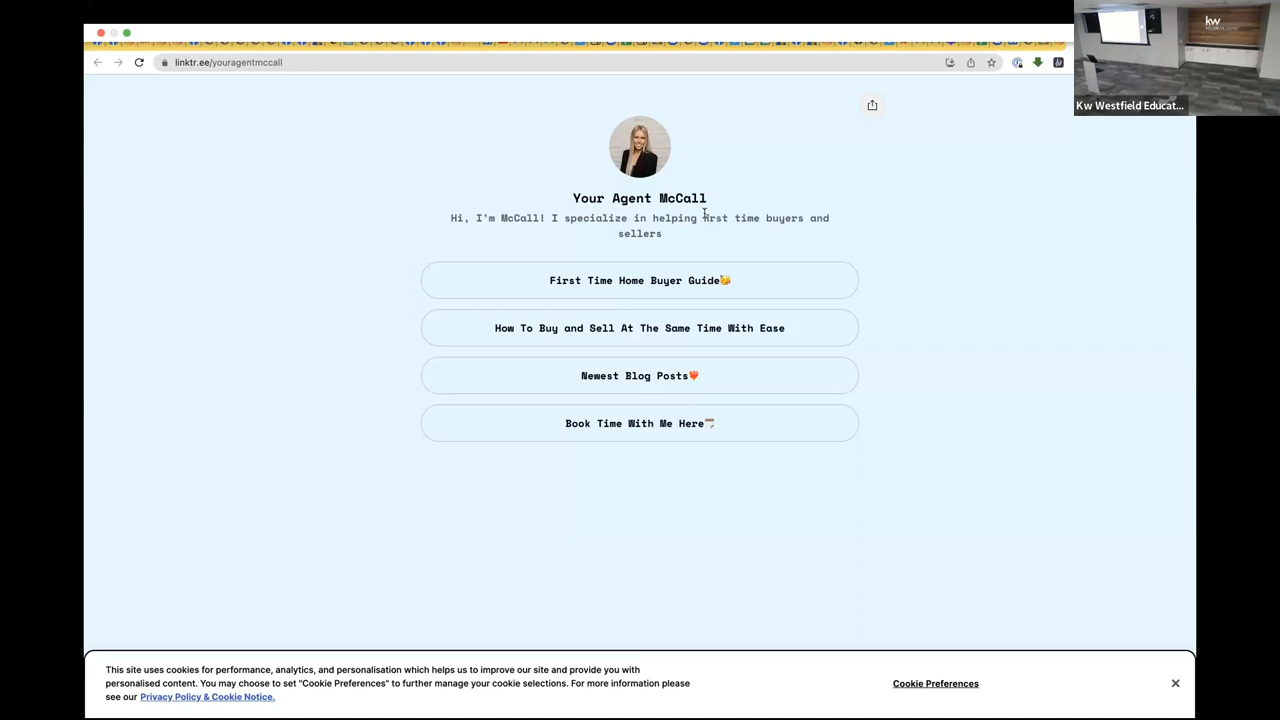 linktr.ee/youragentmccall
kw
Kw Westfield Educat...
Your Agent McCall
Hi, I'm McCall! I specialize in helping first time buyers and
sellers
First Time Home Buyer Guide🥳
How To Buy and Sell At The Same Time With Ease
Newest Blog Posts❤️‍🔥
Book Time With Me Here🗓️
This site uses cookies for performance, analytics, and personalisation which helps us to improve our site and provide you with
personalised content. You may choose to set "Cookie Preferences" to further manage your cookie selections. For more information please
see our Privacy Policy & Cookie Notice.
Cookie Preferences